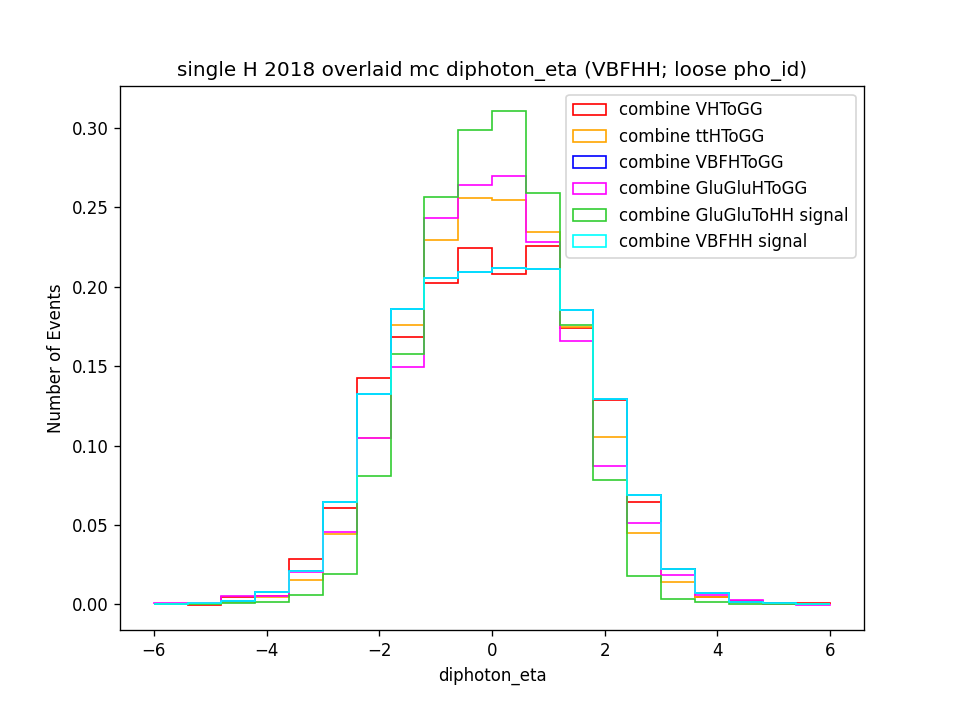 single H 2018 overlaid mc diphoton_eta (VBFHH; loose pho_id)
combine VHToGG
combine ttHToGG
combine VBFHToGG
combine GluGluHToGG
combine GluGluToHH signal
combine VBFHH signal
Number of Events
0.30
0.25
0.20
0.15
0.10
0.05
0.00
−6 −4 −2 0 2 4 6
diphoton_eta